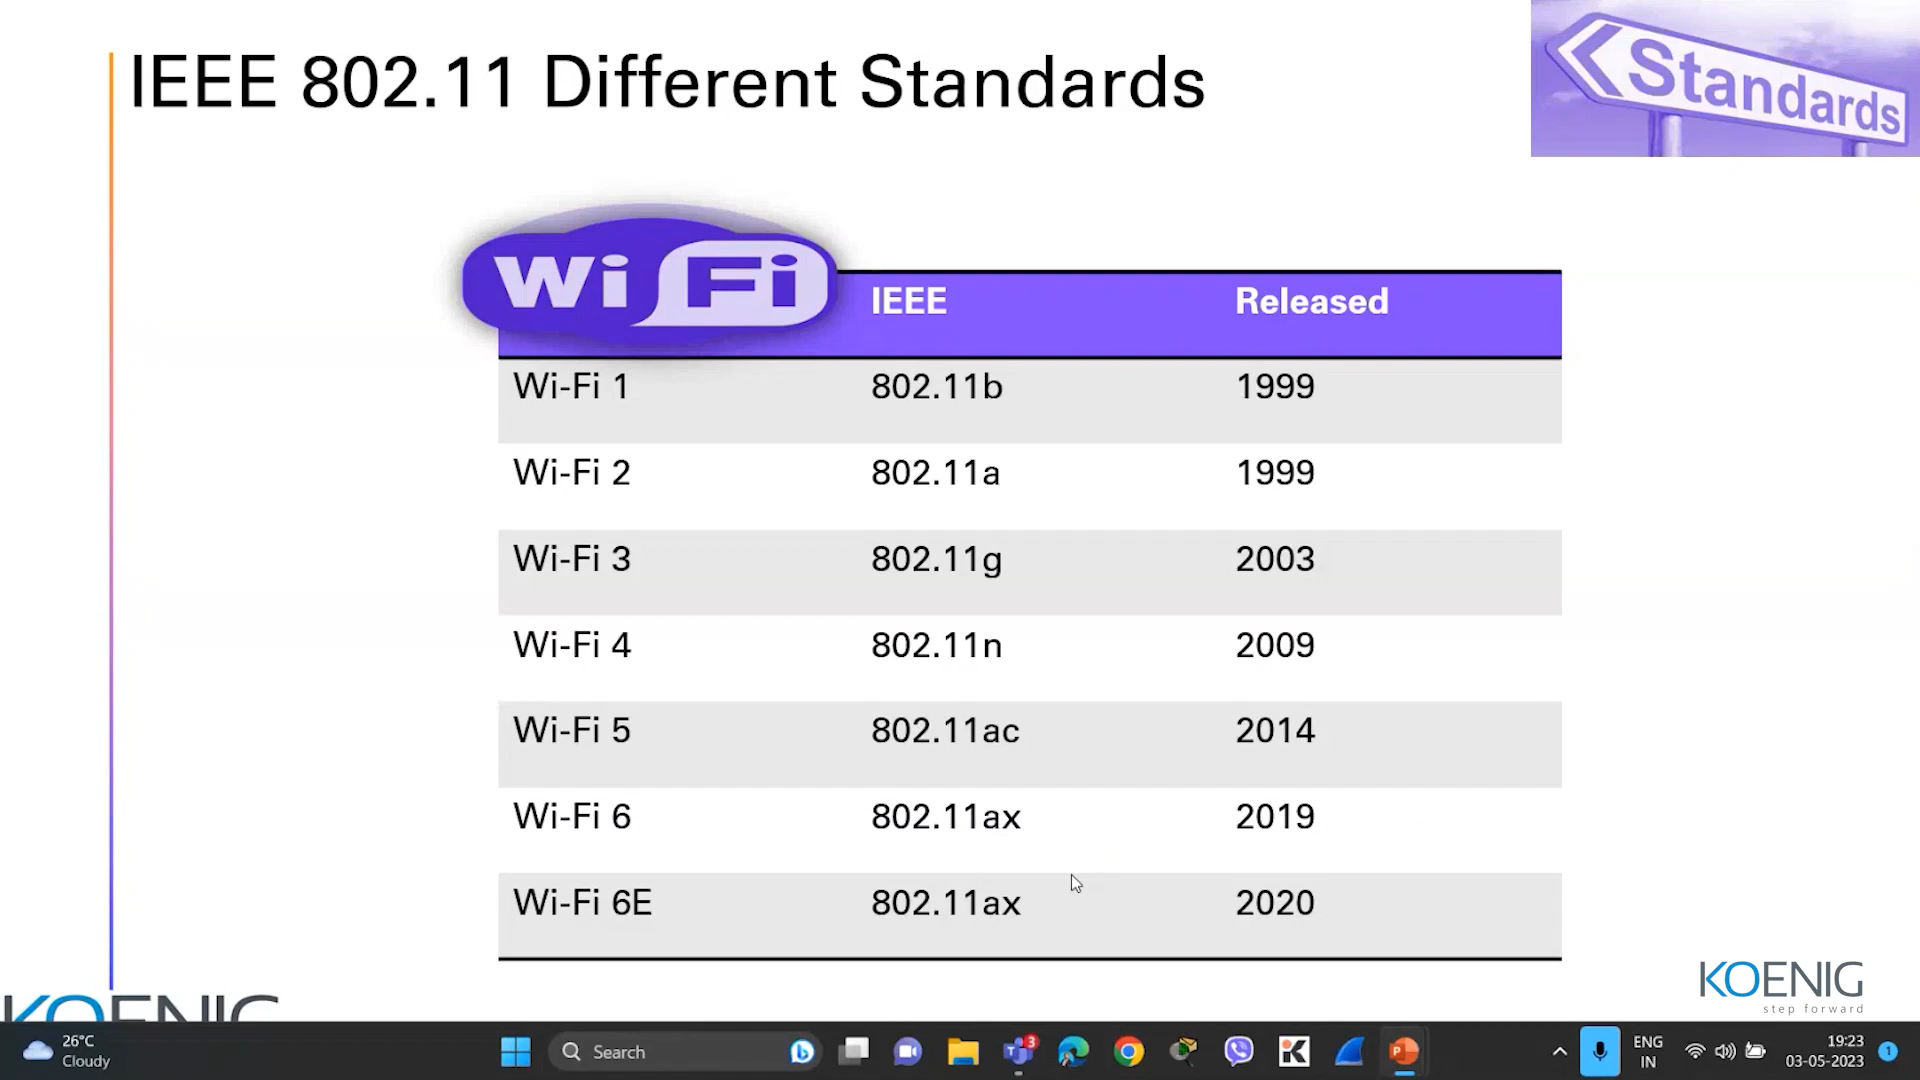 IEEE 802.11 Different Standards
Standards
Wi Fi
IEEE Released
Wi-Fi 1 802.11b 1999
Wi-Fi 2 802.11a 1999
Wi-Fi 3 802.11g 2003
Wi-Fi 4 802.11n 2009
Wi-Fi 5 802.11ac 2014
Wi-Fi 6 802.11ax 2019
Wi-Fi 6E 802.11ax 2020
KOENIG
step forward
KOENIG
26°C
Cloudy
Search
3
ENG
IN
19:23
03-05-2023
1